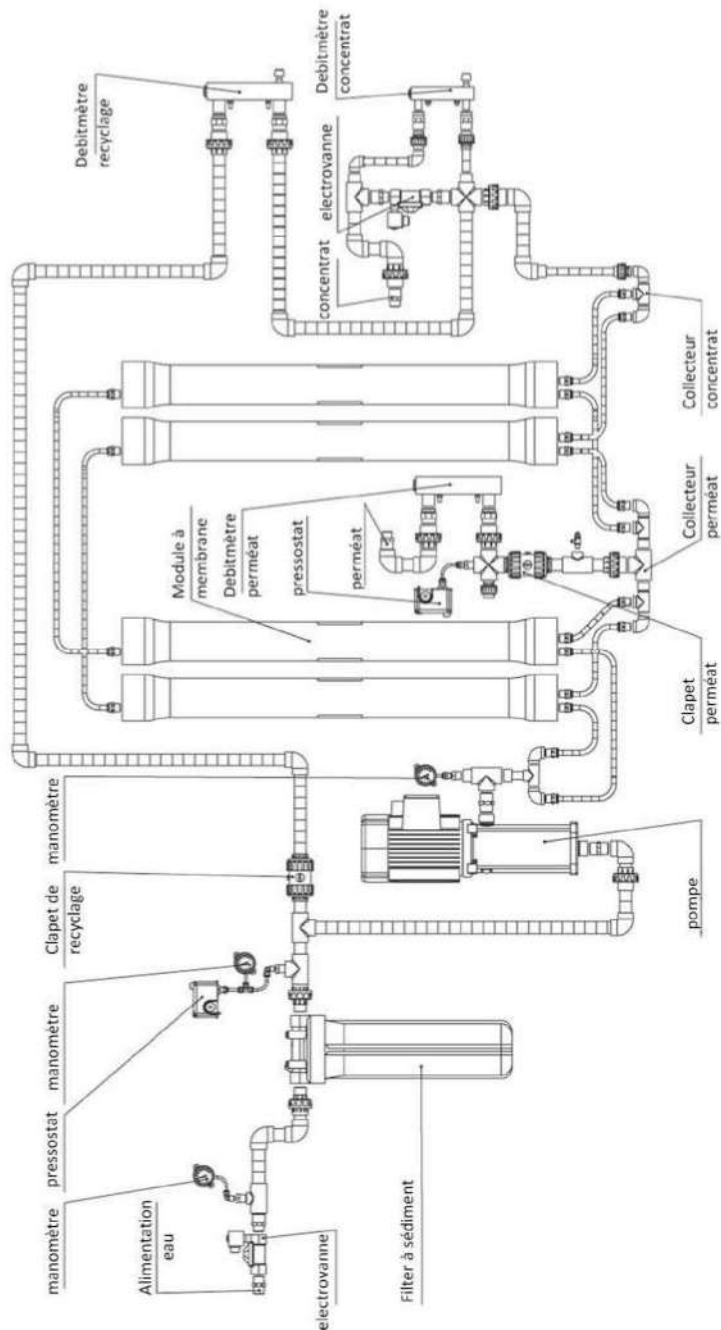 manomètre
pressostat
manomètre
Clapet de
recyclage
manomètre
Debitmètre
recyclage
Alimentation
eau
Module à
membrane
Debitmètre
perméat
pressostat
perméat
concentrat
electrovanne
Debitmètre
concentrat
electrovanne
Filter à sédiment
pompe
Clapet
perméat
Collecteur
perméat
Collecteur
concentrat